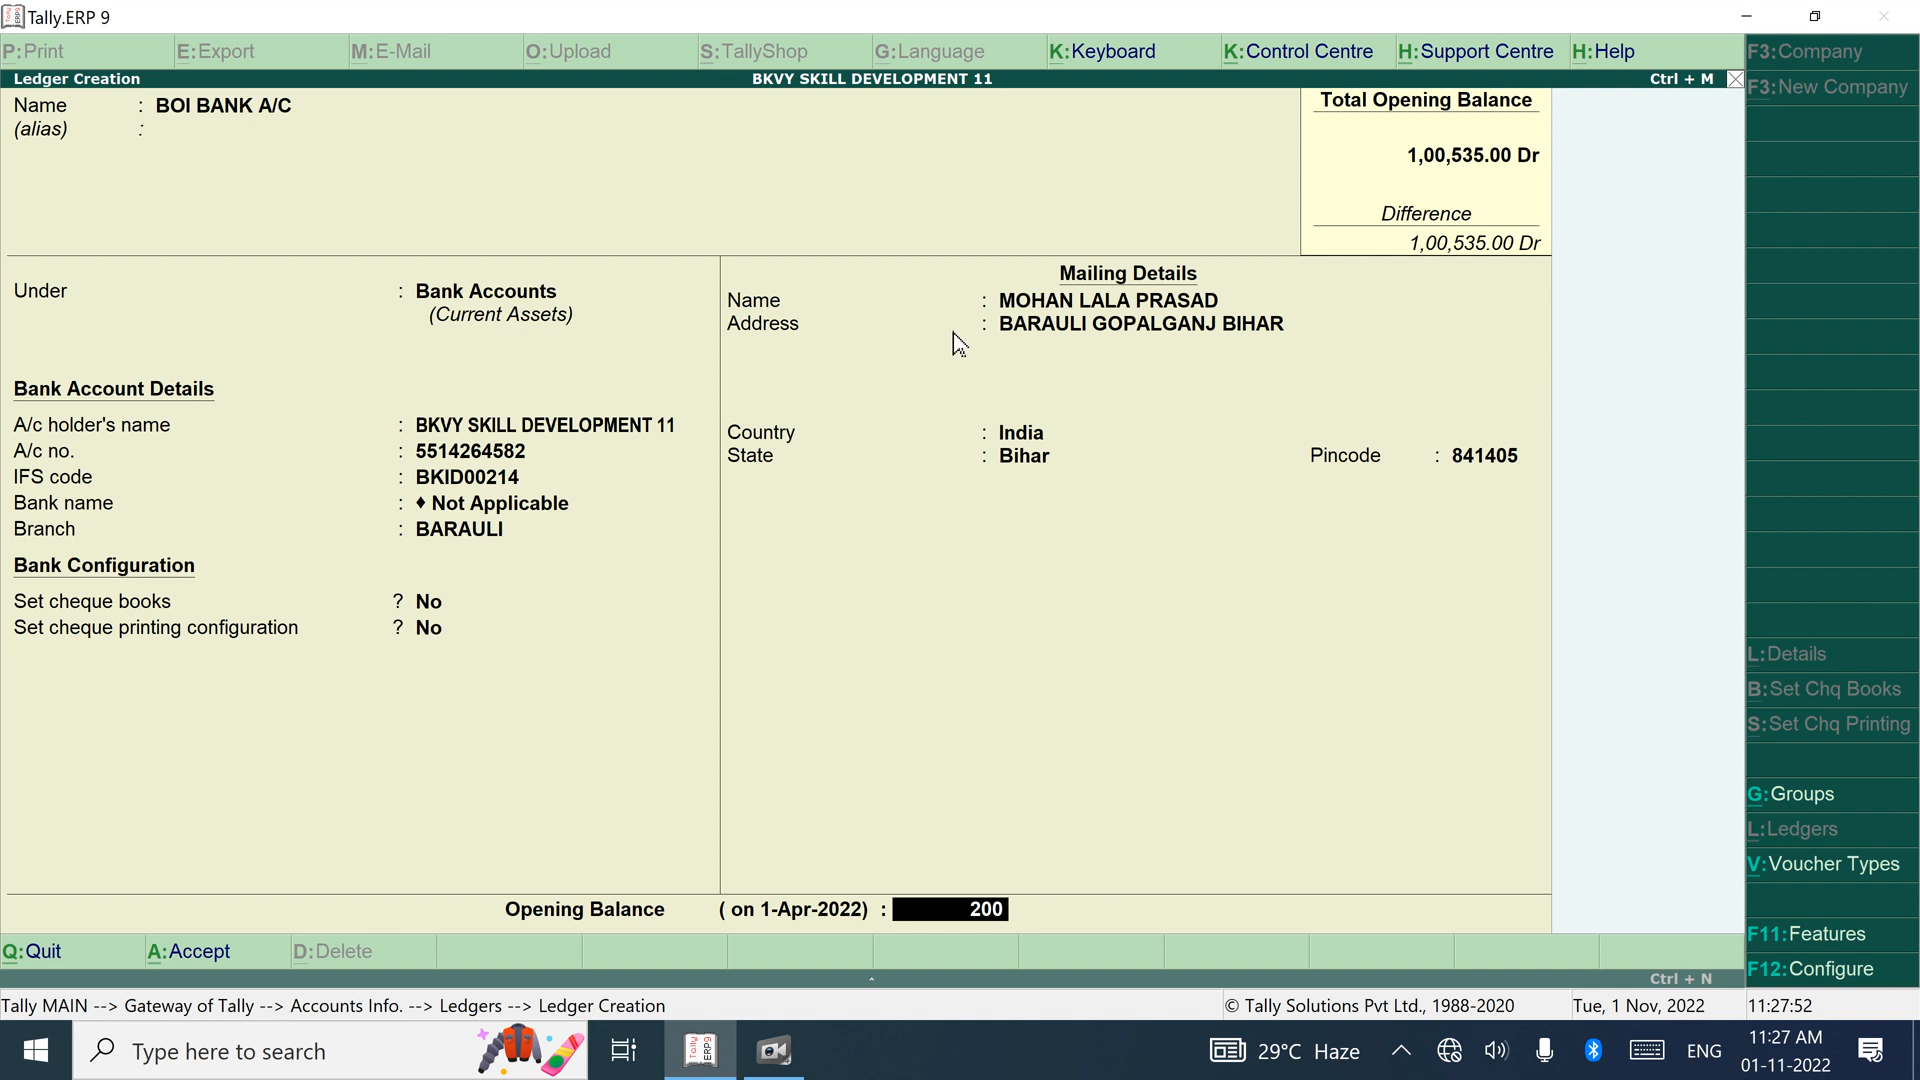 Tally.ERP 9
P:Print E:Export M:E-Mail O:Upload S:TallyShop G:Language K:Keyboard K:Control Centre H:Support Centre H:Help F3:Company
Ledger Creation BKVY SKILL DEVELOPMENT 11 Ctrl + M
F3:New Company
Name : BOI BANK A/C
(alias) :
Total Opening Balance
1,00,535.00 Dr
Difference
1,00,535.00 Dr
Under : Bank Accounts
(Current Assets)
Bank Account Details
A/c holder's name : BKVY SKILL DEVELOPMENT 11
A/c no. : 5514264582
IFS code : BKID00214
Bank name : ♦ Not Applicable
Branch : BARAULI
Bank Configuration
Set cheque books ? No
Set cheque printing configuration ? No
Mailing Details
Name : MOHAN LALA PRASAD
Address : BARAULI GOPALGANJ BIHAR
Country : India
State : Bihar Pincode : 841405
L:Details
B:Set Chq Books
S:Set Chq Printing
G:Groups
L:Ledgers
V:Voucher Types
F11:Features
F12:Configure
Opening Balance ( on 1-Apr-2022) : 200
Q:Quit A:Accept D:Delete
Ctrl + N
Tally MAIN --> Gateway of Tally --> Accounts Info. --> Ledgers --> Ledger Creation © Tally Solutions Pvt Ltd., 1988-2020 Tue, 1 Nov, 2022 11:27:52
Type here to search Tally ERP9 29°C Haze ENG 11:27 AM
01-11-2022